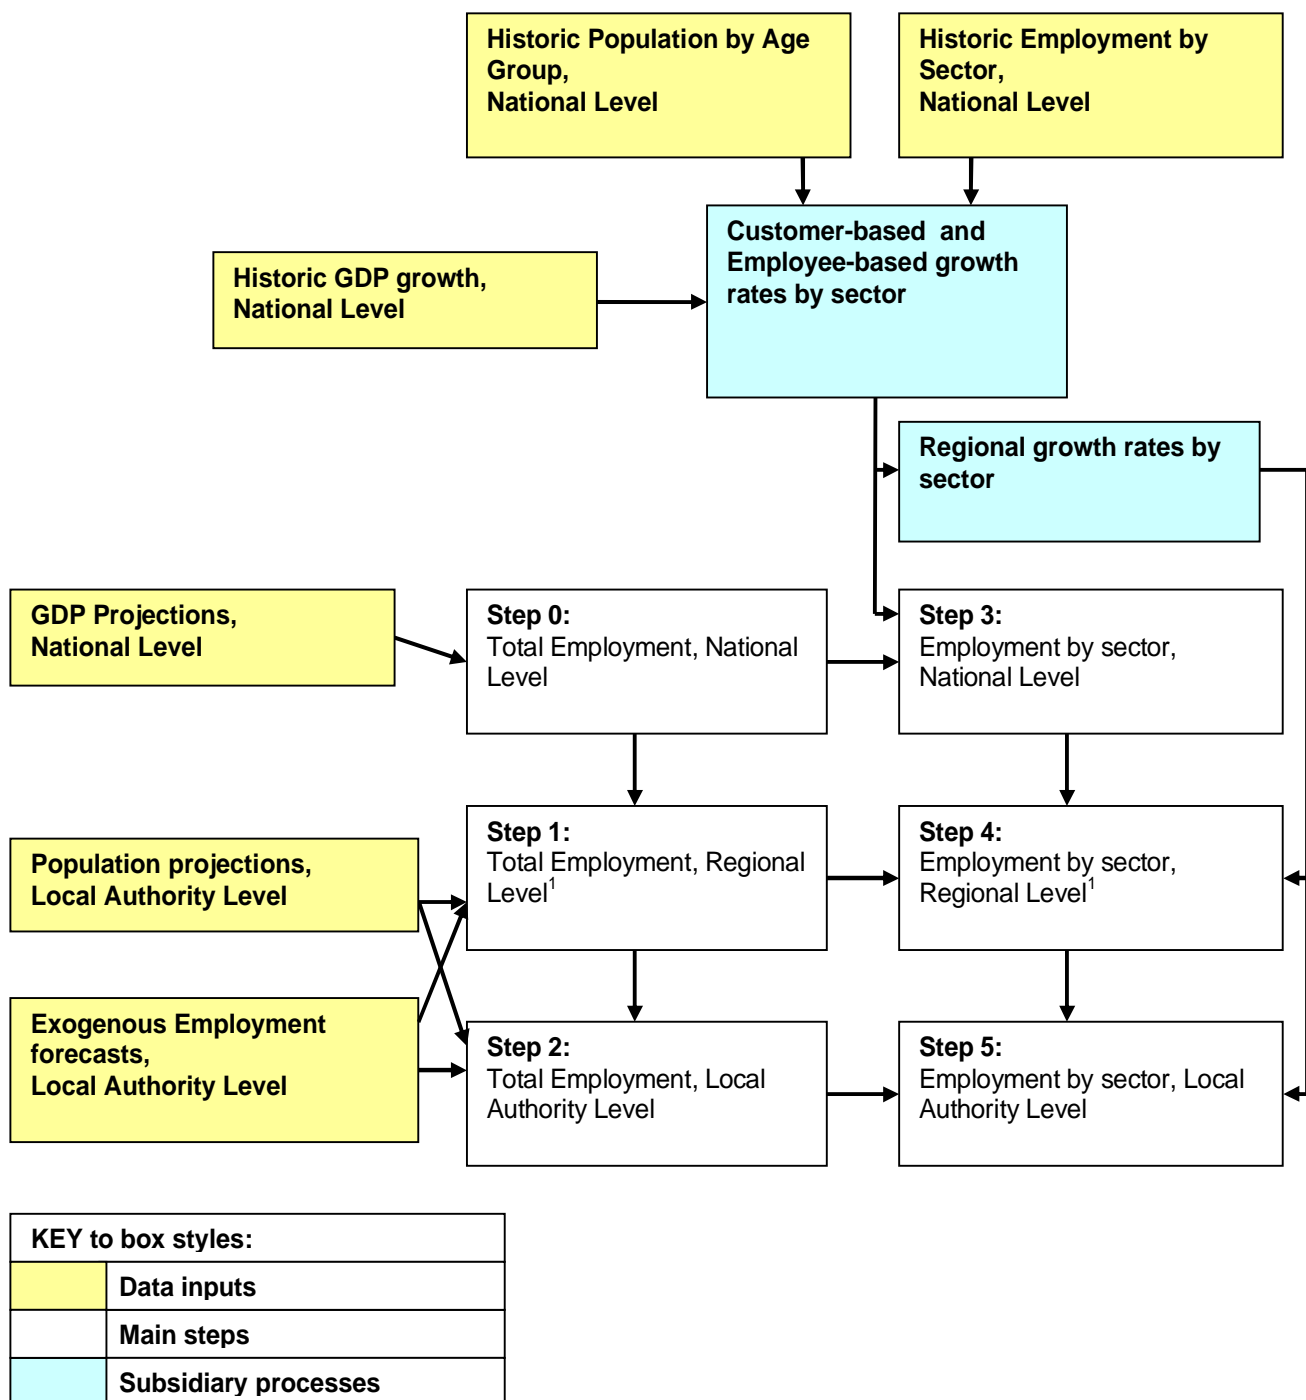 Historic Population by Age
Group,
National Level
Historic Employment by
Sector,
National Level
Customer-based and
Employee-based growth
rates by sector
Historic GDP growth,
National Level
Regional growth rates by
sector
GDP Projections,
National Level
Step 0:
Total Employment, National
Level
Step 3:
Employment by sector,
National Level
Population projections,
Local Authority Level
Step 1:
Total Employment, Regional
Level¹
Step 4:
Employment by sector,
Regional Level¹
Exogenous Employment
forecasts,
Local Authority Level
Step 2:
Total Employment, Local
Authority Level
Step 5:
Employment by sector, Local
Authority Level
KEY to box styles:
Data inputs
Main steps
Subsidiary processes